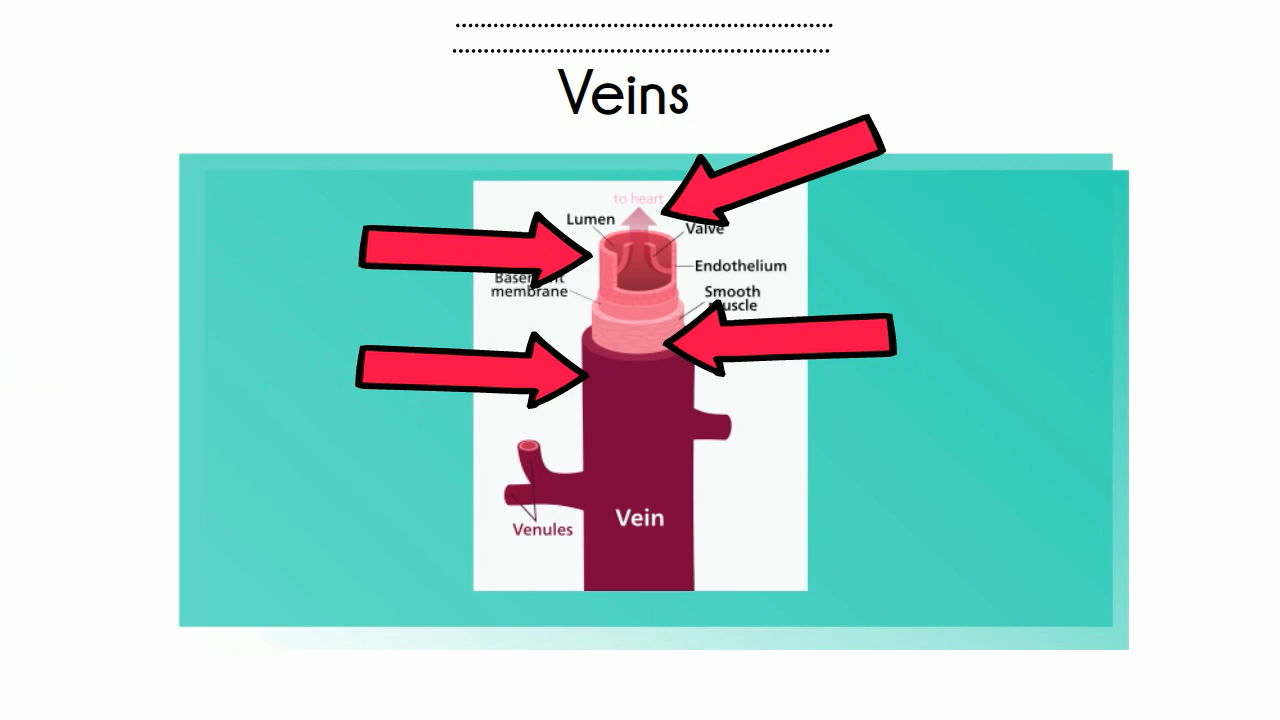 Veins
to heart
Lumen
Valve
Endothelium
membrane
Smooth
Vein
Venules